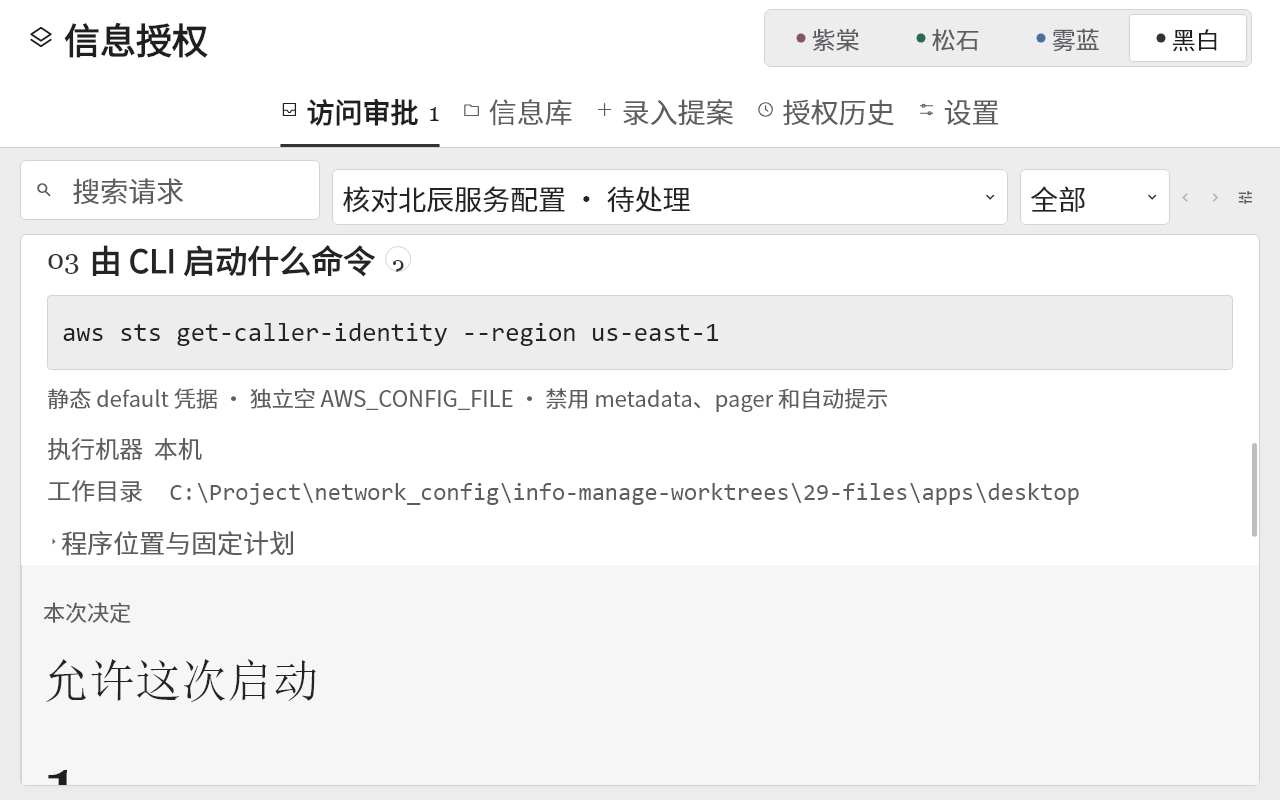 信息授权
紫棠 松石 雾蓝 黑白
访问审批 1 信息库 录入提案 授权历史 设置
搜索请求 核对北辰服务配置 · 待处理 全部
03 由 CLI 启动什么命令 ?
aws sts get-caller-identity --region us-east-1
静态 default 凭据 · 独立空 AWS_CONFIG_FILE · 禁用 metadata、pager 和自动提示
执行机器 本机
工作目录 C:\Project\network_config\info-manage-worktrees\29-files\apps\desktop
程序位置与固定计划
本次决定
允许这次启动